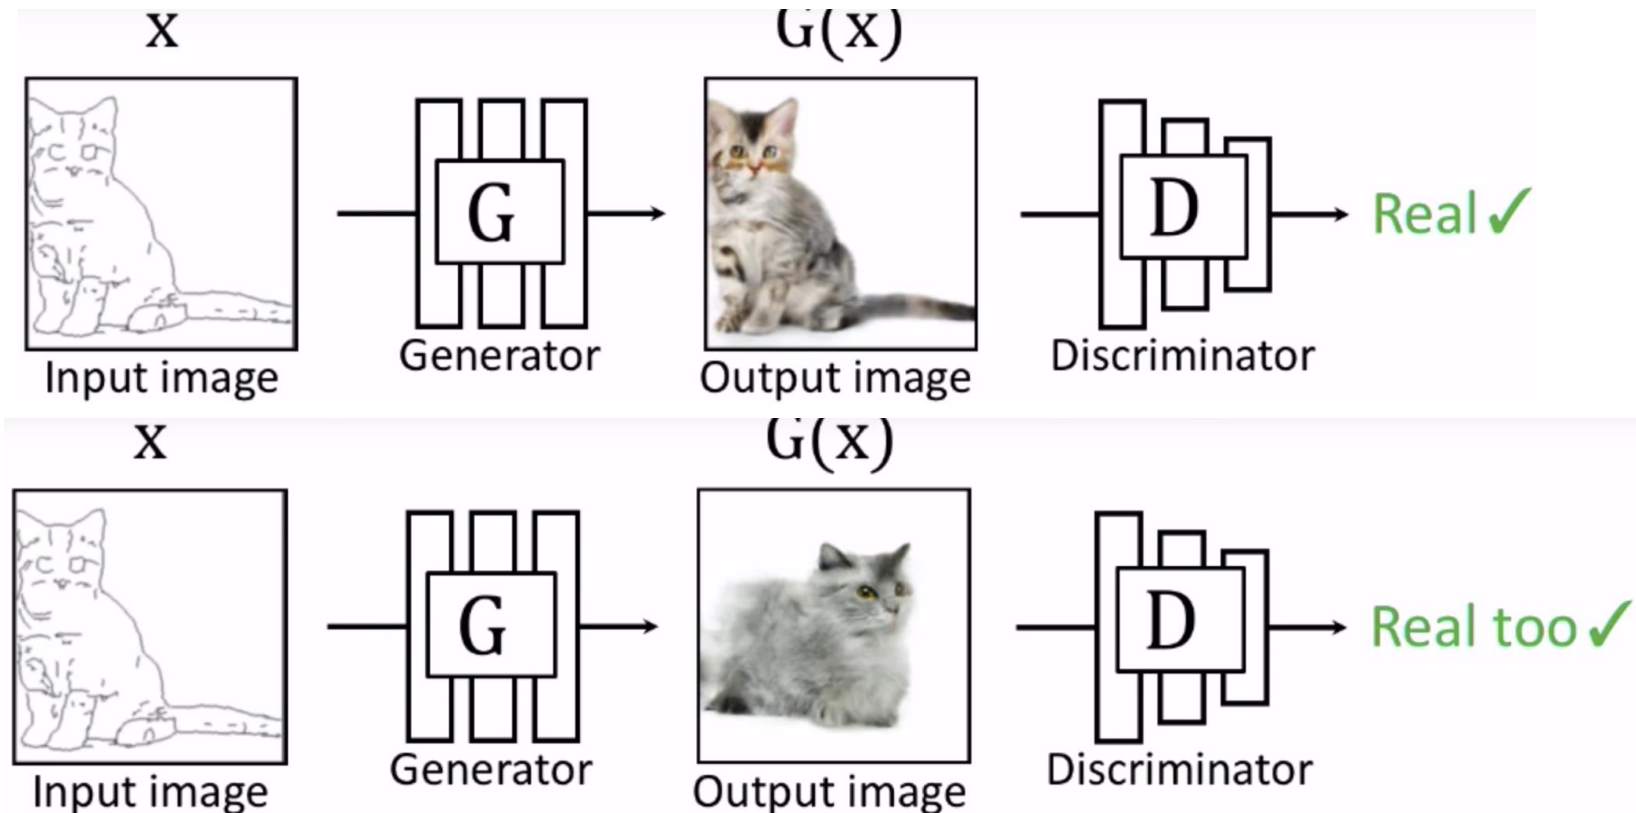 x G(x)
G D Real ✓
Input image Generator Output image Discriminator
x G(x)
G D Real too ✓
Input image Generator Output image Discriminator